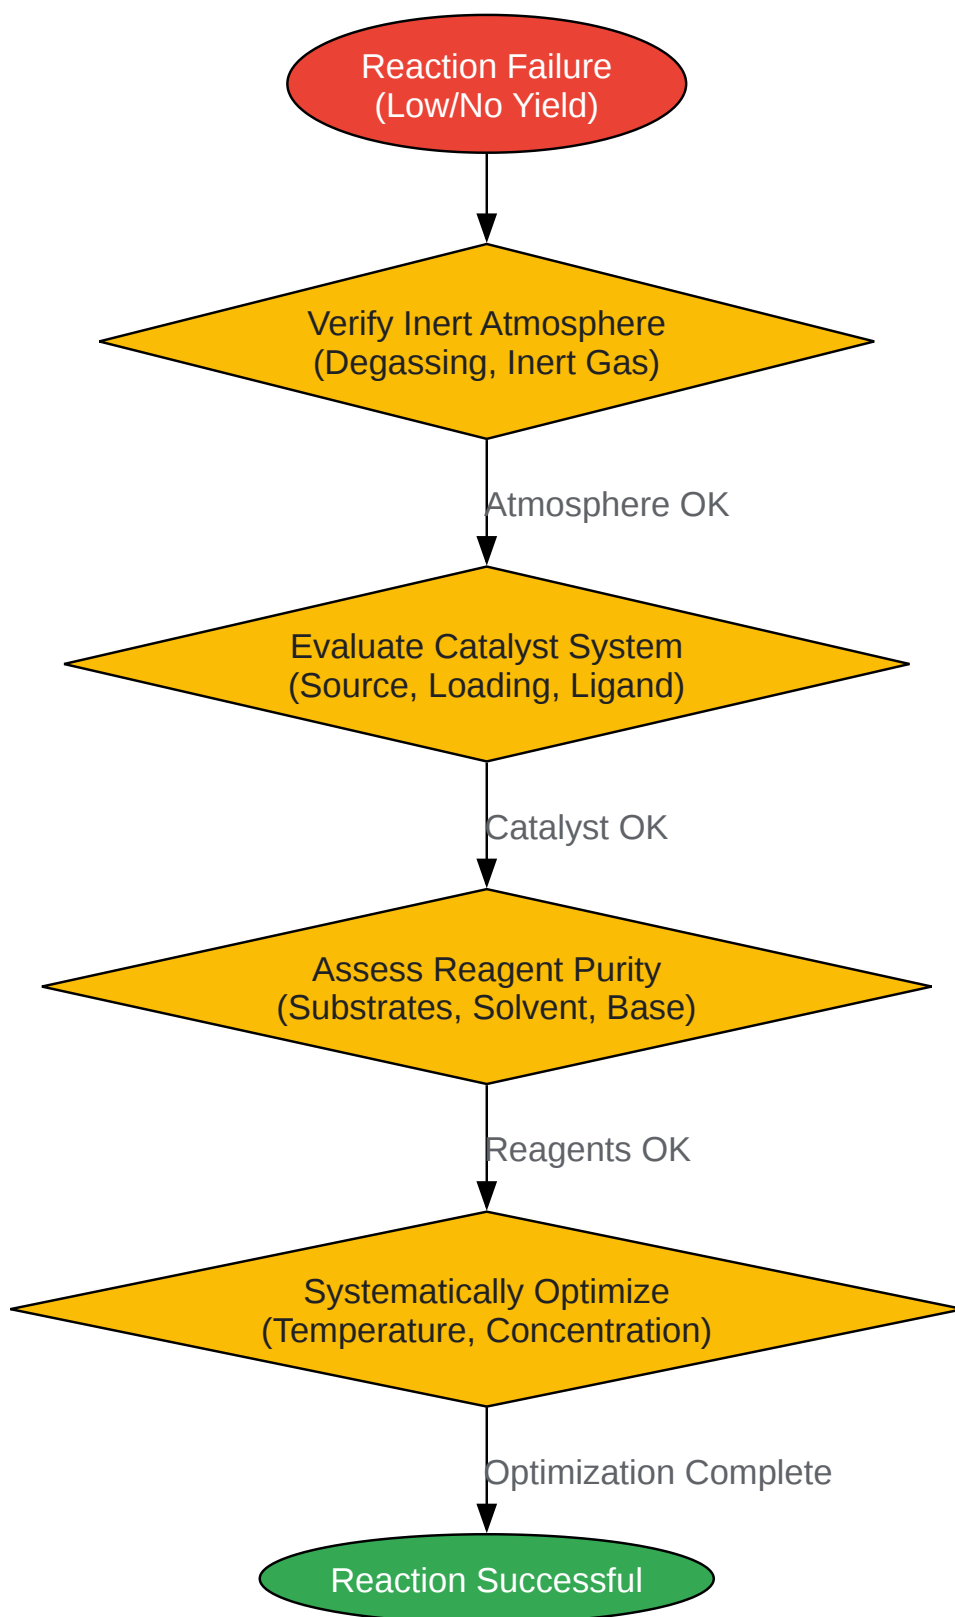 Reaction Failure
(Low/No Yield)
Verify Inert Atmosphere
(Degassing, Inert Gas)
Atmosphere OK
Evaluate Catalyst System
(Source, Loading, Ligand)
Catalyst OK
Assess Reagent Purity
(Substrates, Solvent, Base)
Reagents OK
Systematically Optimize
(Temperature, Concentration)
Optimization Complete
Reaction Successful